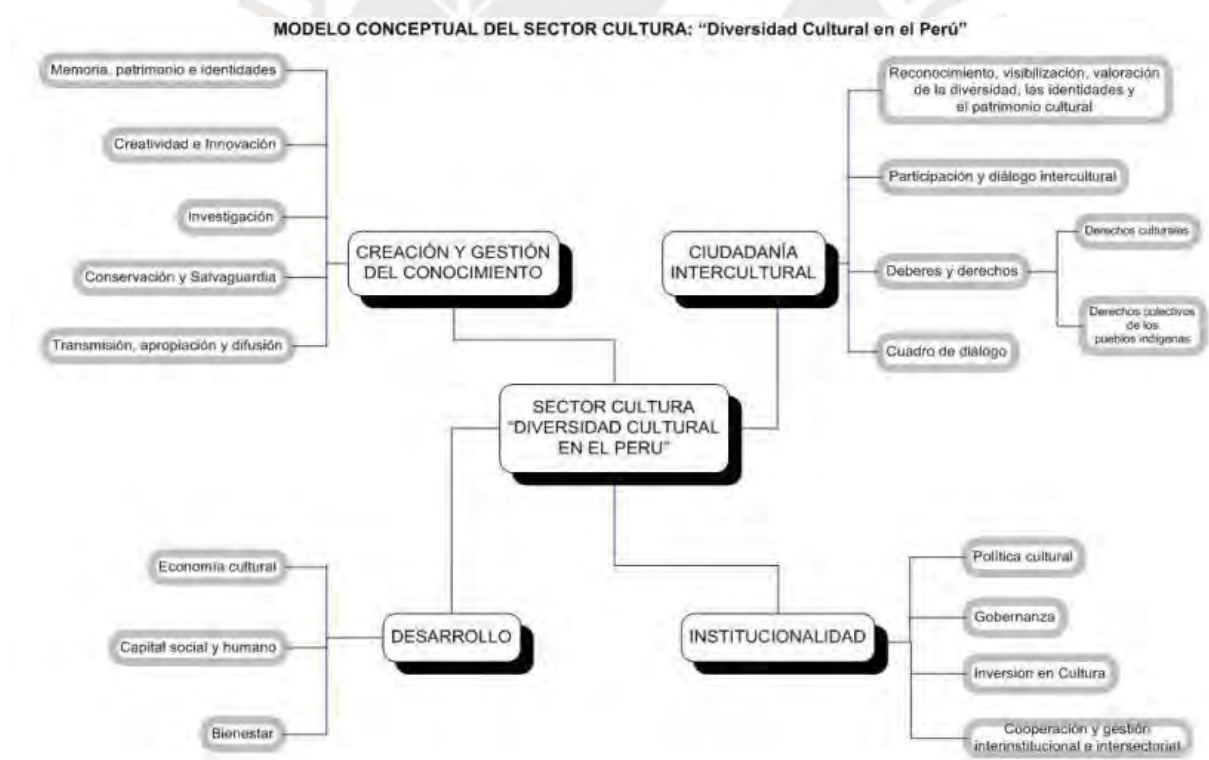 MODELO CONCEPTUAL DEL SECTOR CULTURA: “Diversidad Cultural en el Perú”
Memoria, patrimonio e identidades
Creatividad e Innovación
Investigación
Conservación y Salvaguardia
Transmisión, apropiación y difusión
CREACIÓN Y GESTIÓN
DEL CONOCIMIENTO
CIUDADANÍA
INTERCULTURAL
Reconocimiento, visibilización, valoración
de la diversidad, las identidades y
el patrimonio cultural
Participación y diálogo intercultural
Deberes y derechos
Derechos culturales
Derechos colectivos
de los
pueblos indígenas
Cuadro de diálogo
SECTOR CULTURA
“DIVERSIDAD CULTURAL
EN EL PERU”
Economía cultural
Capital social y humano
Bienestar
DESARROLLO
INSTITUCIONALIDAD
Política cultural
Gobernanza
Inversion en Cultura
Cooperación y gestión
interinstitucional e intersectorial